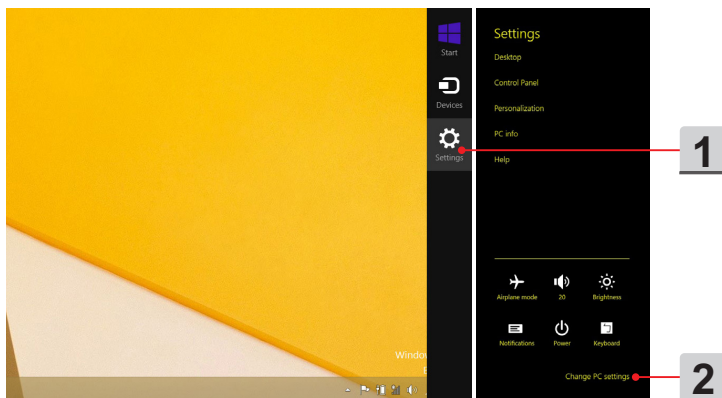 Start
Devices
Settings
Windo
Settings
Desktop
Control Panel
Personalization
PC info
Help
Airplane mode
20
Brightness
Notifications
Power
Keyboard
Change PC settings
1
2